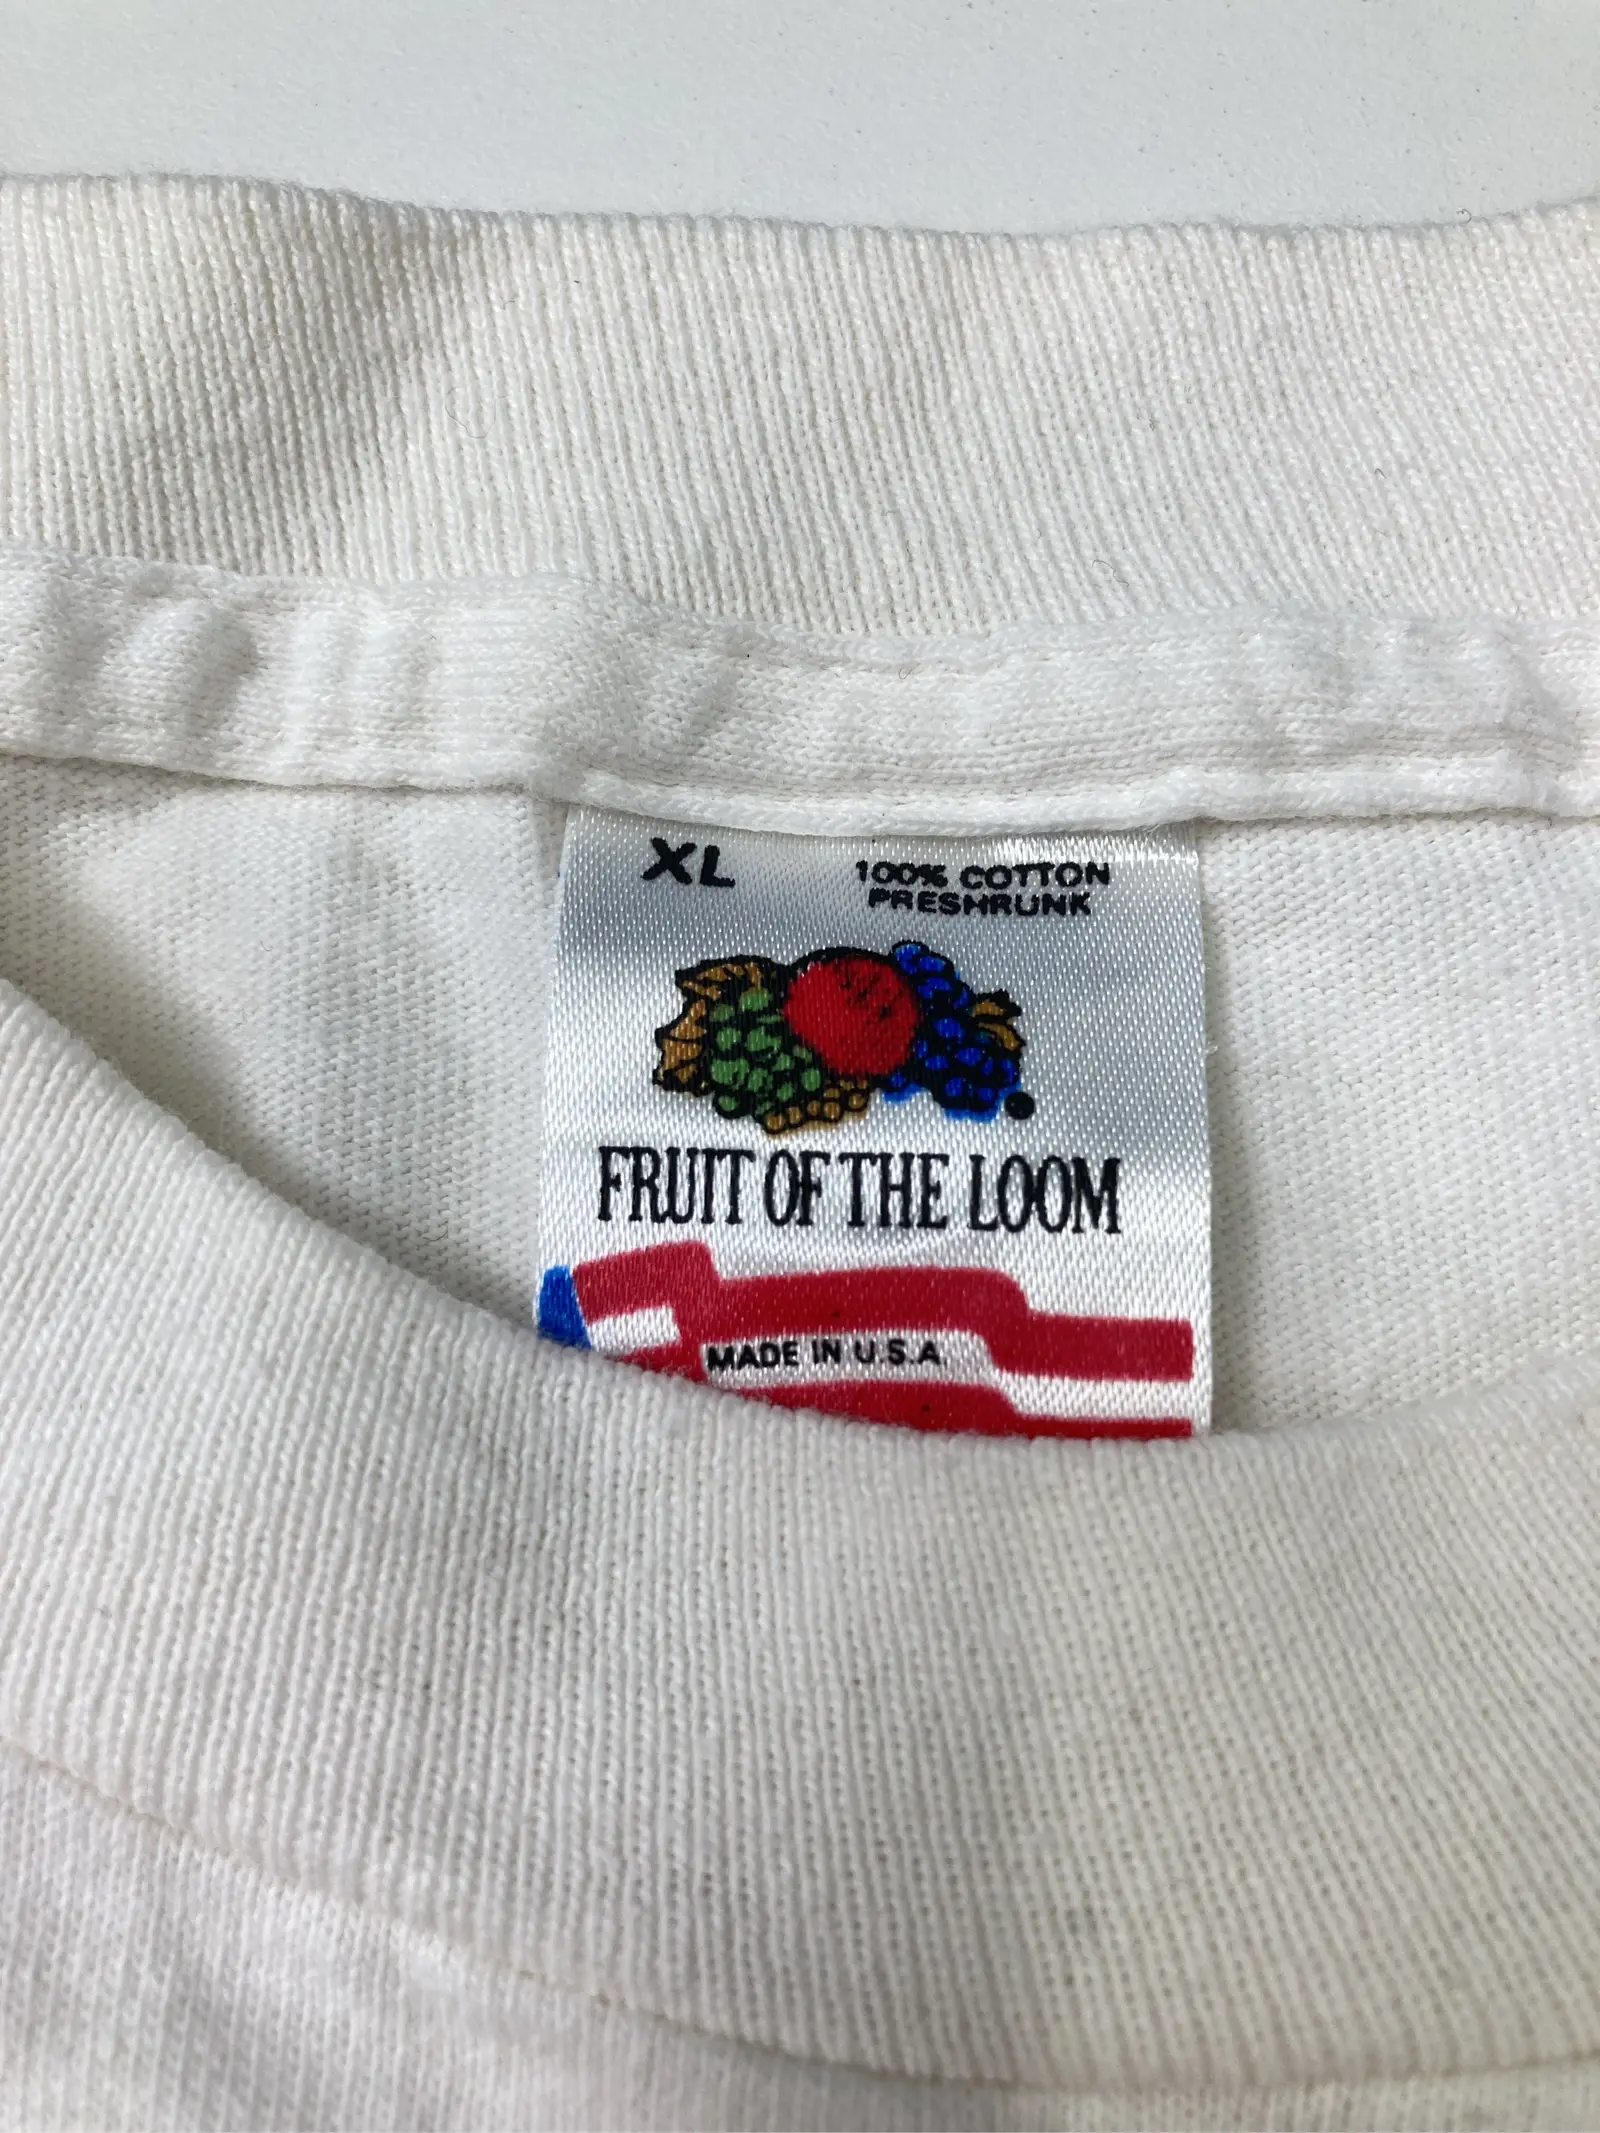 XL
100% COTTON
PRESHRUNK
FRUIT OF THE LOOM
MADE IN U.S.A.